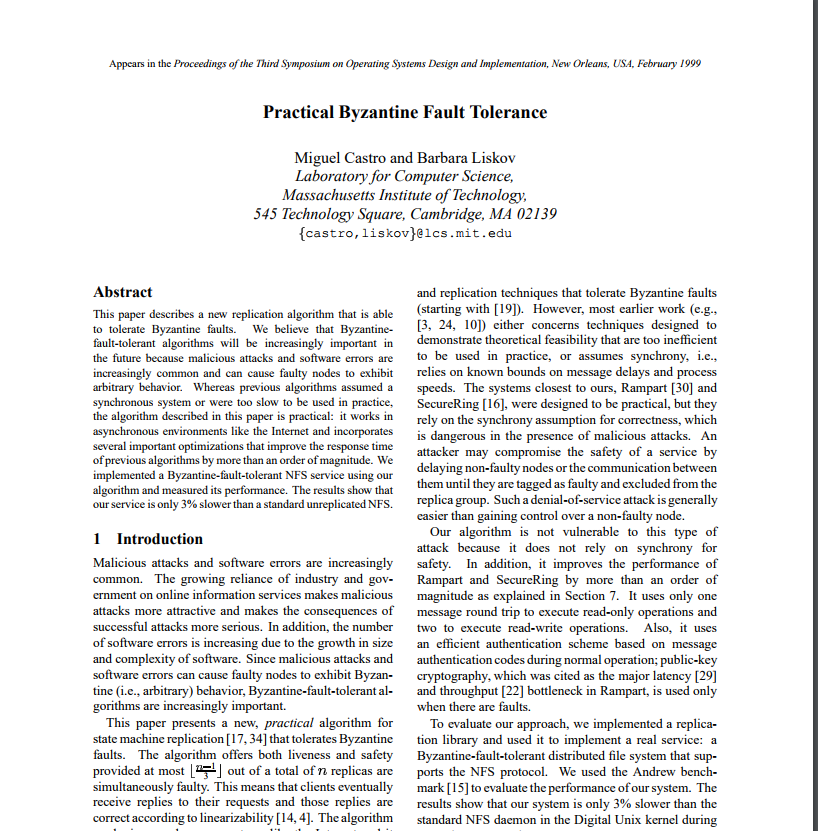 Appears in the Proceedings of the Third Symposium on Operating Systems Design and Implementation, New Orleans, USA, February 1999
Practical Byzantine Fault Tolerance
Miguel Castro and Barbara Liskov
Laboratory for Computer Science,
Massachusetts Institute of Technology,
545 Technology Square, Cambridge, MA 02139
{castro,liskov}@lcs.mit.edu
Abstract
This paper describes a new replication algorithm that is able
to tolerate Byzantine faults. We believe that Byzantine-
fault-tolerant algorithms will be increasingly important in
the future because malicious attacks and software errors are
increasingly common and can cause faulty nodes to exhibit
arbitrary behavior. Whereas previous algorithms assumed a
synchronous system or were too slow to be used in practice,
the algorithm described in this paper is practical: it works in
asynchronous environments like the Internet and incorporates
several important optimizations that improve the response time
of previous algorithms by more than an order of magnitude. We
implemented a Byzantine-fault-tolerant NFS service using our
algorithm and measured its performance. The results show that
our service is only 3% slower than a standard unreplicated NFS.
1 Introduction
Malicious attacks and software errors are increasingly
common. The growing reliance of industry and gov-
ernment on online information services makes malicious
attacks more attractive and makes the consequences of
successful attacks more serious. In addition, the number
of software errors is increasing due to the growth in size
and complexity of software. Since malicious attacks and
software errors can cause faulty nodes to exhibit Byzan-
tine (i.e., arbitrary) behavior, Byzantine-fault-tolerant al-
gorithms are increasingly important.
This paper presents a new, practical algorithm for
state machine replication [17, 34] that tolerates Byzantine
faults. The algorithm offers both liveness and safety
provided at most ⌊n−1/3⌋ out of a total of n replicas are
simultaneously faulty. This means that clients eventually
receive replies to their requests and those replies are
correct according to linearizability [14, 4]. The algorithm
and replication techniques that tolerate Byzantine faults
(starting with [19]). However, most earlier work (e.g.,
[3, 24, 10]) either concerns techniques designed to
demonstrate theoretical feasibility that are too inefficient
to be used in practice, or assumes synchrony, i.e.,
relies on known bounds on message delays and process
speeds. The systems closest to ours, Rampart [30] and
SecureRing [16], were designed to be practical, but they
rely on the synchrony assumption for correctness, which
is dangerous in the presence of malicious attacks. An
attacker may compromise the safety of a service by
delaying non-faulty nodes or the communication between
them until they are tagged as faulty and excluded from the
replica group. Such a denial-of-service attack is generally
easier than gaining control over a non-faulty node.
Our algorithm is not vulnerable to this type of
attack because it does not rely on synchrony for
safety. In addition, it improves the performance of
Rampart and SecureRing by more than an order of
magnitude as explained in Section 7. It uses only one
message round trip to execute read-only operations and
two to execute read-write operations. Also, it uses
an efficient authentication scheme based on message
authentication codes during normal operation; public-key
cryptography, which was cited as the major latency [29]
and throughput [22] bottleneck in Rampart, is used only
when there are faults.
To evaluate our approach, we implemented a replica-
tion library and used it to implement a real service: a
Byzantine-fault-tolerant distributed file system that sup-
ports the NFS protocol. We used the Andrew bench-
mark [15] to evaluate the performance of our system. The
results show that our system is only 3% slower than the
standard NFS daemon in the Digital Unix kernel during